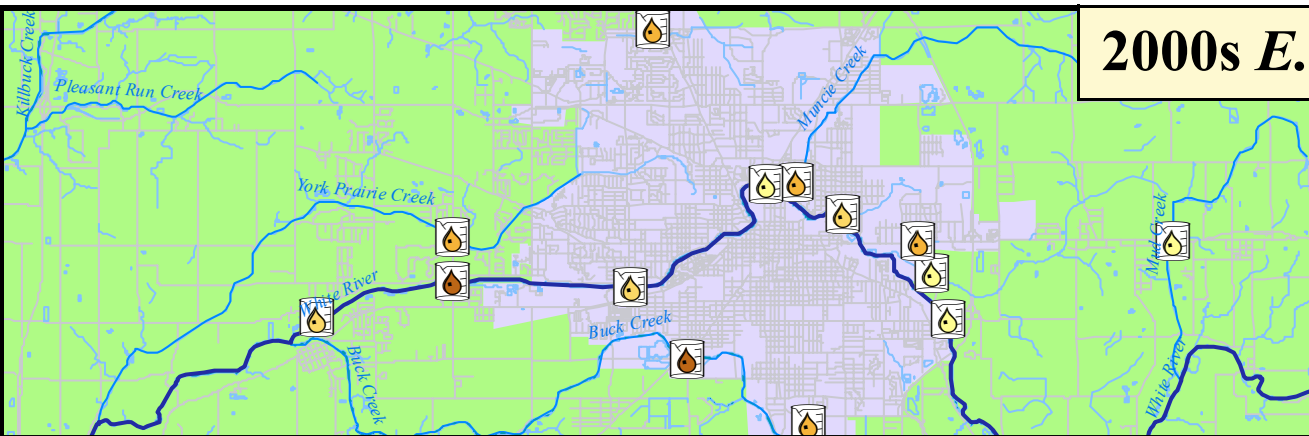 2000s E.
Killbuck Creek
Pleasant Run Creek
Muncie Creek
York Prairie Creek
Mud Creek
White River
Buck Creek
Buck Creek
White River